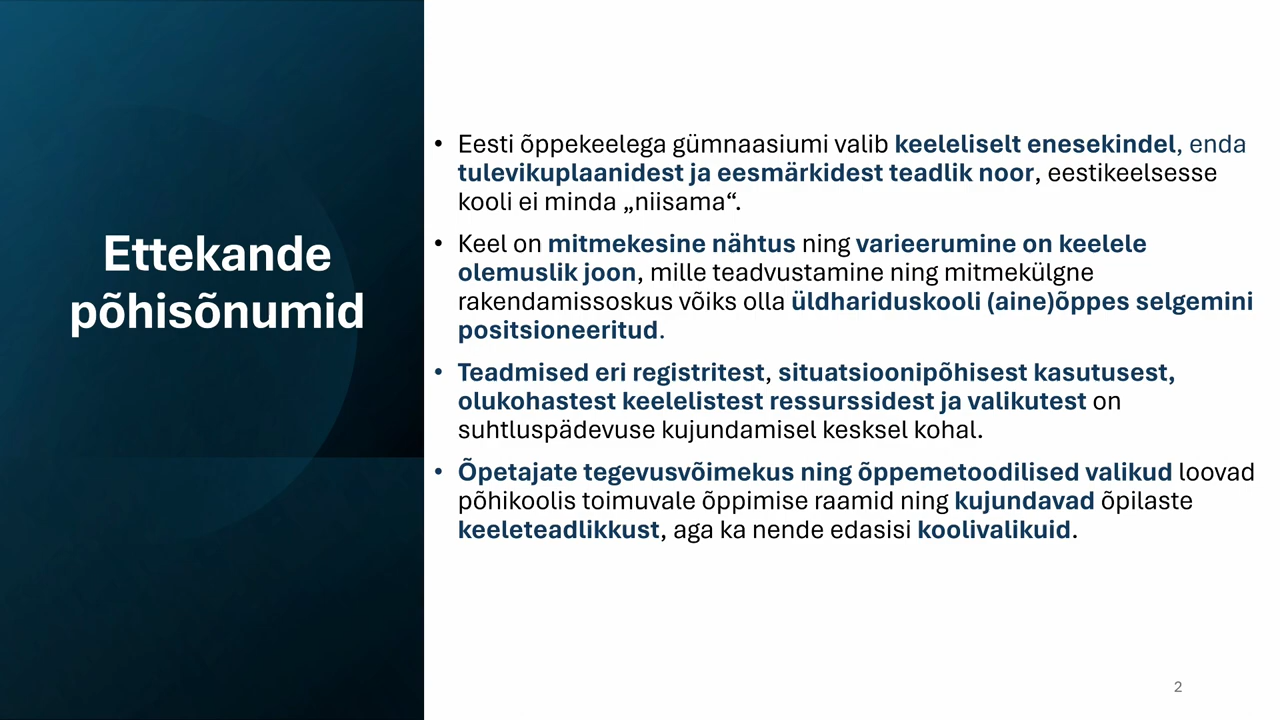 Ettekande
põhisõnumid
• Eesti õppekeelega gümnaasiumi valib keeleliselt enesekindel, enda
tulevikuplaanidest ja eesmärkidest teadlik noor, eestikeelsesse
kooli ei minda „niisama“.
• Keel on mitmekesine nähtus ning varieerumine on keelele
olemuslik joon, mille teadvustamine ning mitmekülgne
rakendamissoskus võiks olla üldhariduskooli (aine)õppes selgemini
positsioneeritud.
• Teadmised eri registritest, situatsioonipõhisest kasutusest,
olukohastest keelelistest ressurssidest ja valikutest on
suhtluspädevuse kujundamisel kesksel kohal.
• Õpetajate tegevusvõimekus ning õppemetoodilised valikud loovad
põhikoolis toimuvale õppimise raamid ning kujundavad õpilaste
keeleteadlikkust, aga ka nende edasisi koolivalikuid.
2